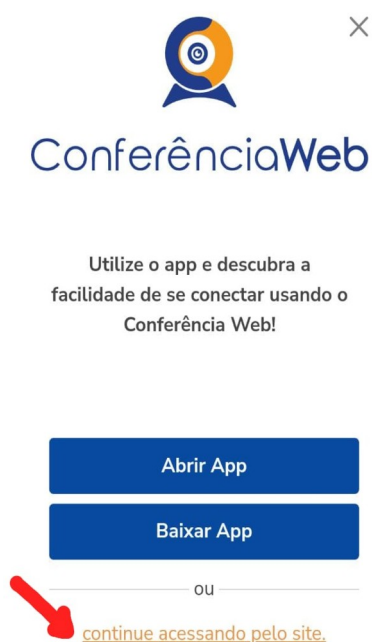 ConferênciaWeb
Utilize o app e descubra a
facilidade de se conectar usando o
Conferência Web!
Abrir App
Baixar App
ou
continue acessando pelo site.